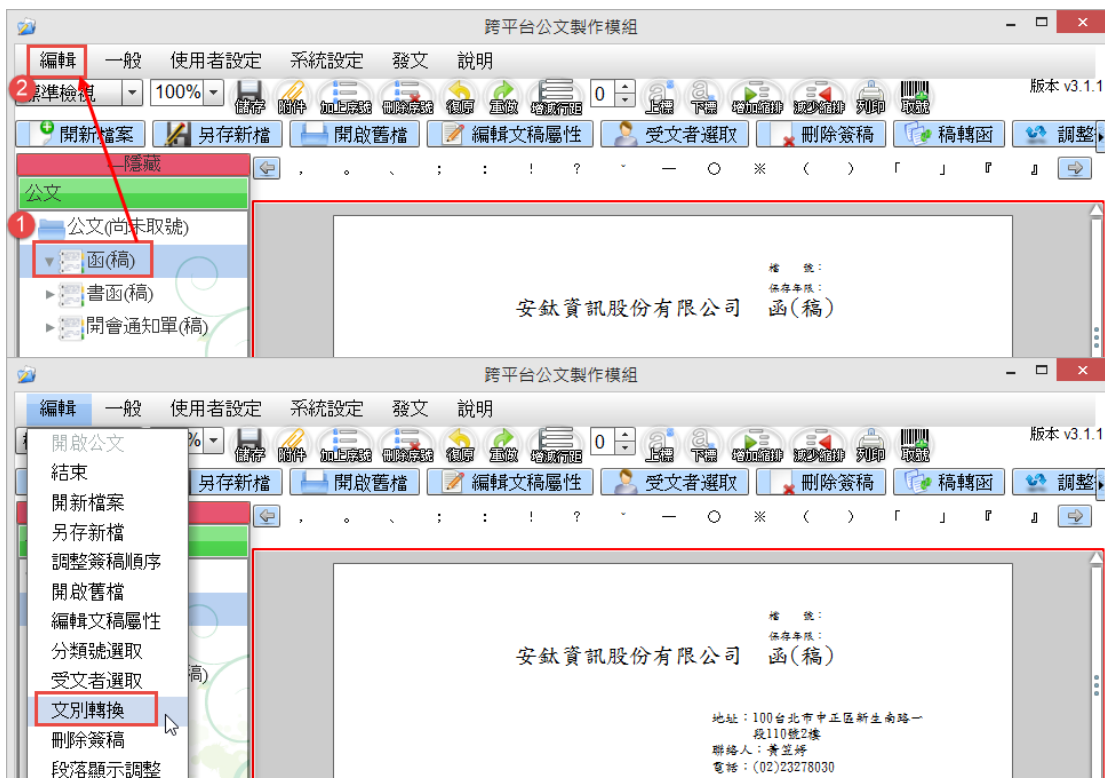 跨平台公文製作模組
編輯 一般 使用者設定 系統設定 發文 說明
2
標準檢視 100% 儲存 附件 加上序號 刪除序號 復原 重做 增減行距 0 上標 下標 增加縮排 減少縮排 列印 取號 版本 v3.1.1
開新檔案 另存新檔 開啟舊檔 編輯文稿屬性 受文者選取 刪除簽稿 稿轉函 調整
—隱藏 , 。 、 ; : ! ? ˇ — ○ ※ ( ) 「 」 『 』
公文
1 公文(尚未取號)
函(稿)
書函(稿)
開會通知單(稿)
檔 號:
保存年限:
安鈦資訊股份有限公司 函(稿)
跨平台公文製作模組
編輯 一般 使用者設定 系統設定 發文 說明
% 儲存 附件 加上序號 刪除序號 復原 重做 增減行距 0 上標 下標 增加縮排 減少縮排 列印 取號 版本 v3.1.1
另存新檔 開啟舊檔 編輯文稿屬性 受文者選取 刪除簽稿 稿轉函 調整
, 。 、 ; : ! ? ˇ — ○ ※ ( ) 「 」 『 』
開啟公文
結束
開新檔案
另存新檔
調整簽稿順序
開啟舊檔
編輯文稿屬性
分類號選取
受文者選取
文別轉換
刪除簽稿
段落顯示調整
稿)
檔 號:
保存年限:
安鈦資訊股份有限公司 函(稿)
地址:100台北市中正區新生南路一
段110號2樓
聯絡人:黃笠婷
電話:(02)23278030